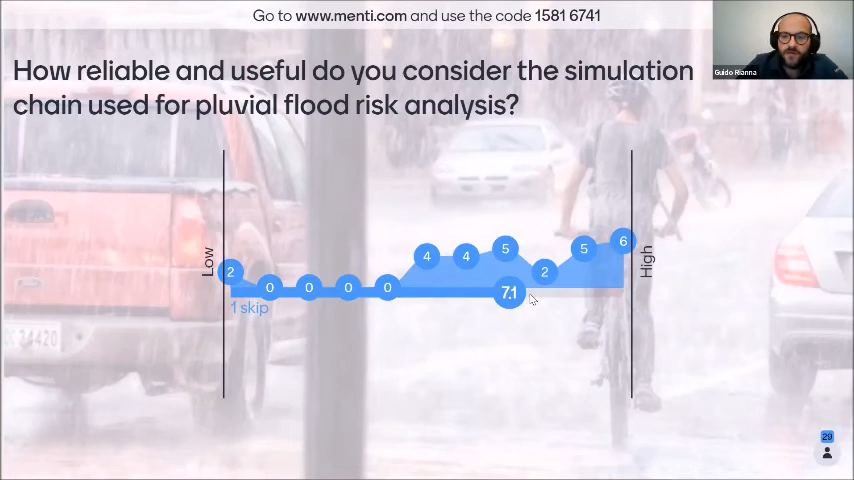 Go to www.menti.com and use the code 1581 6741
Guido Rianna
How reliable and useful do you consider the simulation
chain used for pluvial flood risk analysis?
Low
2
0
0
0
0
4
4
5
2
5
6
High
7.1
1 skip
29